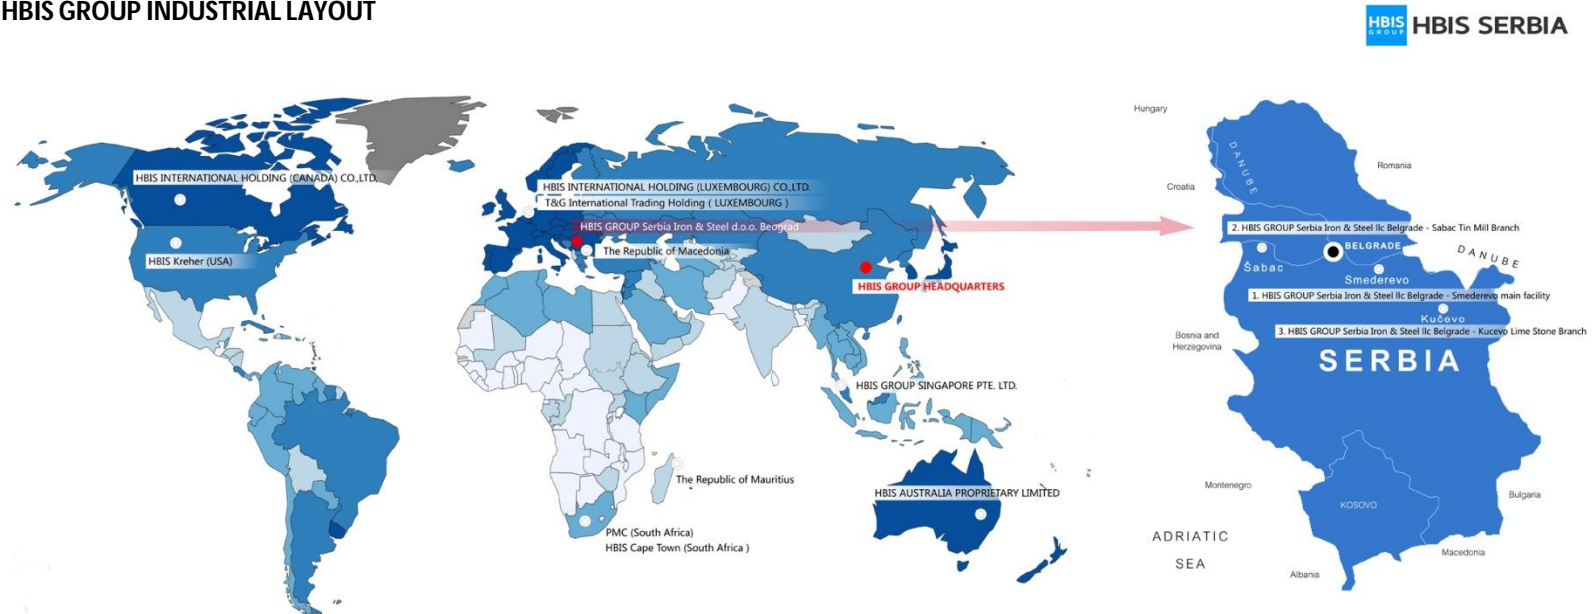 HBIS GROUP INDUSTRIAL LAYOUT
HBIS GROUP HBIS SERBIA
HBIS INTERNATIONAL HOLDING (CANADA) CO.,LTD.
HBIS Kreher (USA)
HBIS INTERNATIONAL HOLDING (LUXEMBOURG) CO.,LTD.
T&G International Trading Holding ( LUXEMBOURG )
HBIS GROUP Serbia Iron & Steel d.o.o. Beograd
The Republic of Macedonia
HBIS GROUP HEADQUARTERS
HBIS GROUP SINGAPORE PTE. LTD.
The Republic of Mauritius
HBIS AUSTRALIA PROPRIETARY LIMITED
PMC (South Africa)
HBIS Cape Town (South Africa )
Hungary
DANUBE
Romania
Croatia
2. HBIS GROUP Serbia Iron & Steel llc Belgrade - Sabac Tin Mill Branch
BELGRADE
DANUBE
Šabac
Smederevo
1. HBIS GROUP Serbia Iron & Steel llc Belgrade - Smederevo main facility
Kučevo
3. HBIS GROUP Serbia Iron & Steel llc Belgrade - Kucevo Lime Stone Branch
Bosnia and
Herzegovina
SERBIA
Montenegro
KOSOVO
Bulgaria
ADRIATIC
SEA
Macedonia
Albania